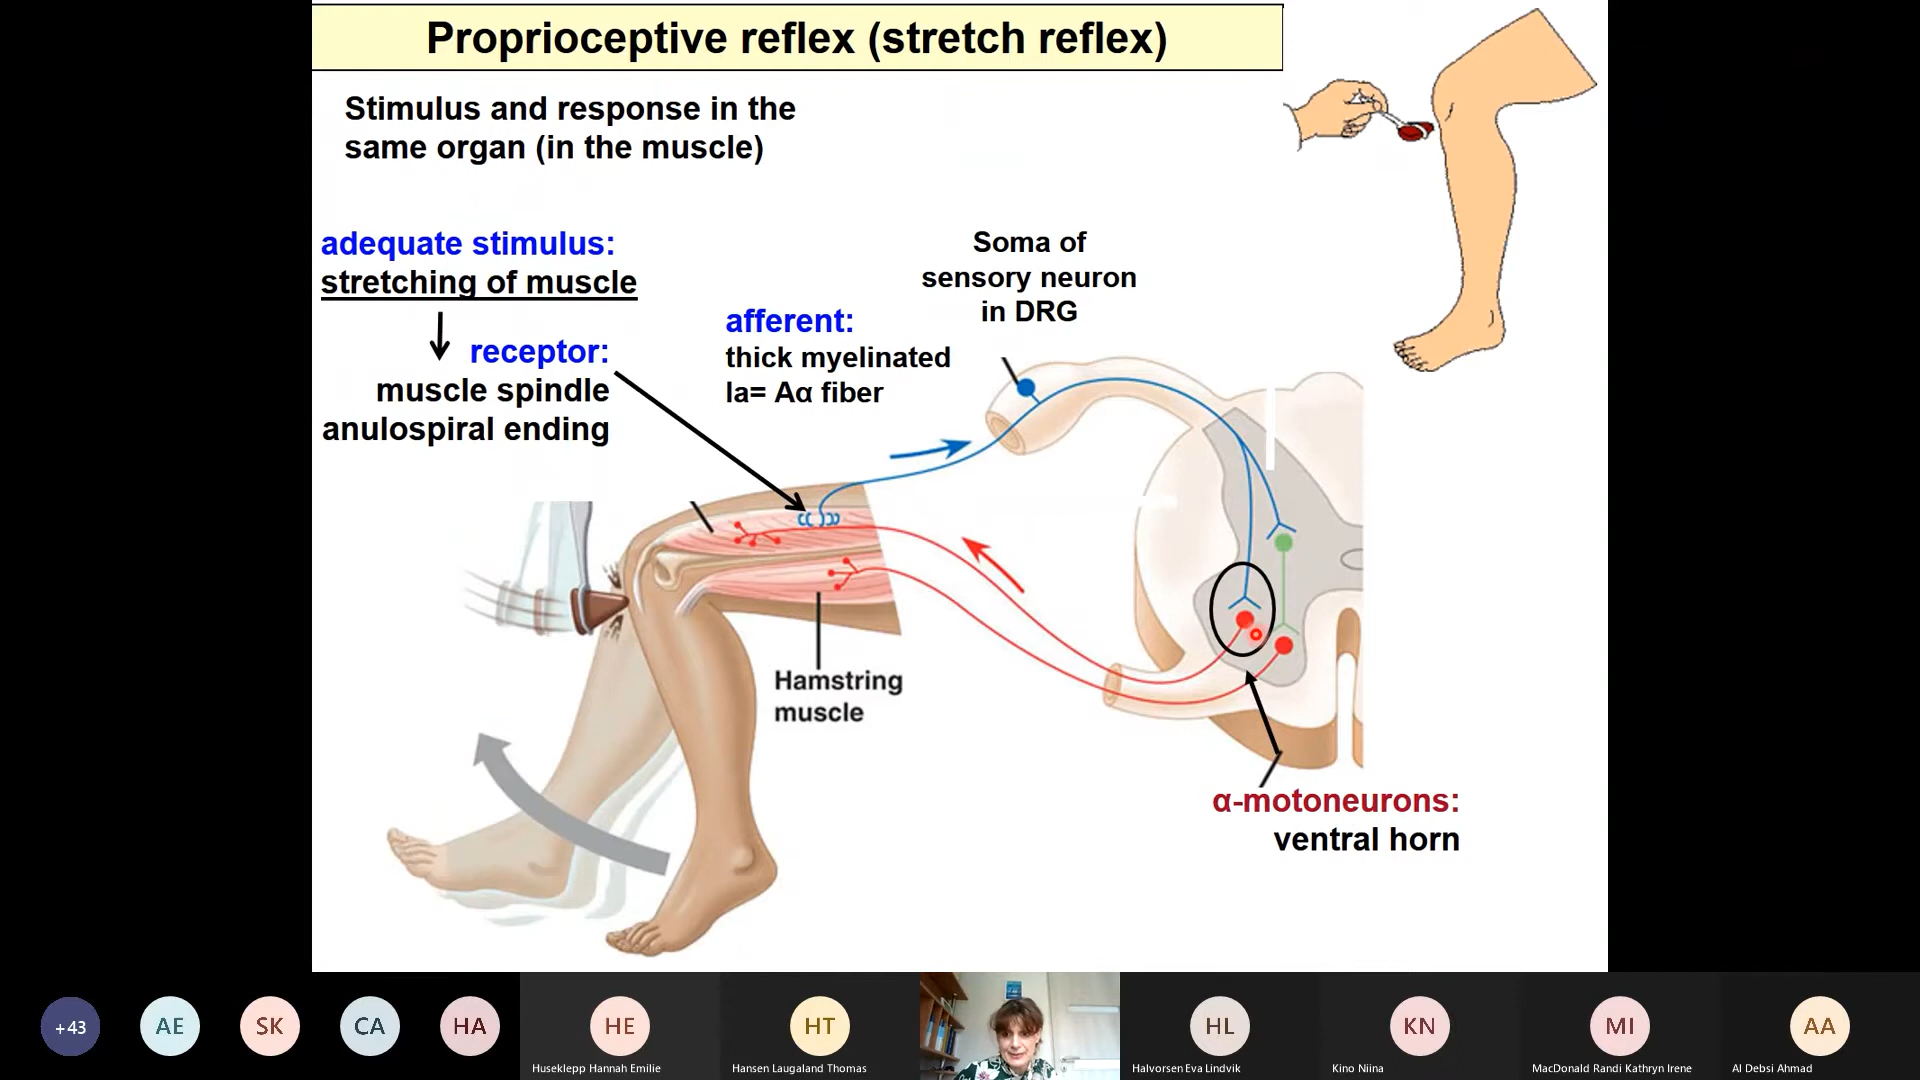 Proprioceptive reflex (stretch reflex)
Stimulus and response in the
same organ (in the muscle)
adequate stimulus:
stretching of muscle
receptor:
muscle spindle
anulospiral ending
afferent:
thick myelinated
Ia= Aα fiber
Soma of
sensory neuron
in DRG
Hamstring
muscle
α-motoneurons:
ventral horn
+43
AE
SK
CA
HA
HE
Huseklepp Hannah Emilie
HT
Hansen Laugaland Thomas
HL
Halvorsen Eva Lindvik
KN
Kino Niina
MI
MacDonald Randi Kathryn Irene
AA
Al Debsi Ahmad